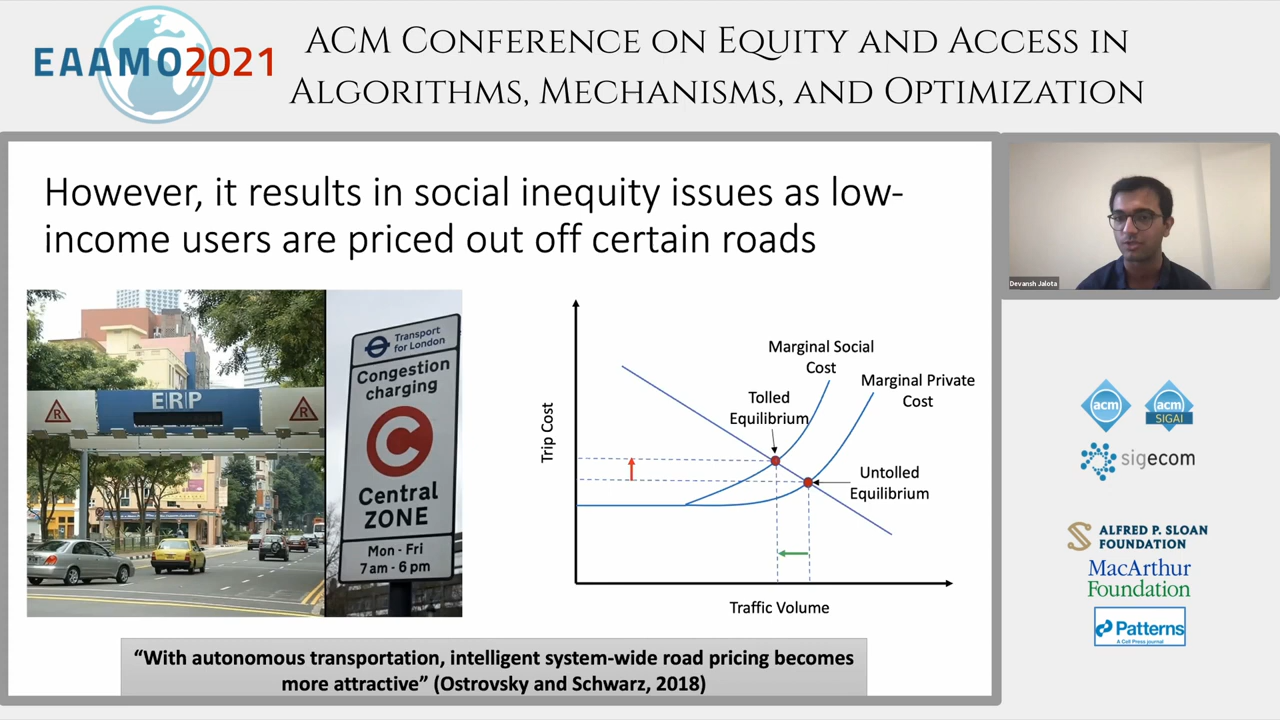 EAAMO2021
ACM Conference on Equity and Access in
Algorithms, Mechanisms, and Optimization
However, it results in social inequity issues as low-
income users are priced out off certain roads
ERP
R
R
Transport
for London
Congestion
charging
C
Central
ZONE
Mon - Fri
7 am - 6 pm
Trip Cost
Marginal Social
Cost
Marginal Private
Cost
Tolled
Equilibrium
Untolled
Equilibrium
Traffic Volume
“With autonomous transportation, intelligent system-wide road pricing becomes
more attractive” (Ostrovsky and Schwarz, 2018)
Devansh Jalota
acm
acm
SIGAI
sigecom
ALFRED P. SLOAN
FOUNDATION
MacArthur
Foundation
Patterns
A Cell Press journal